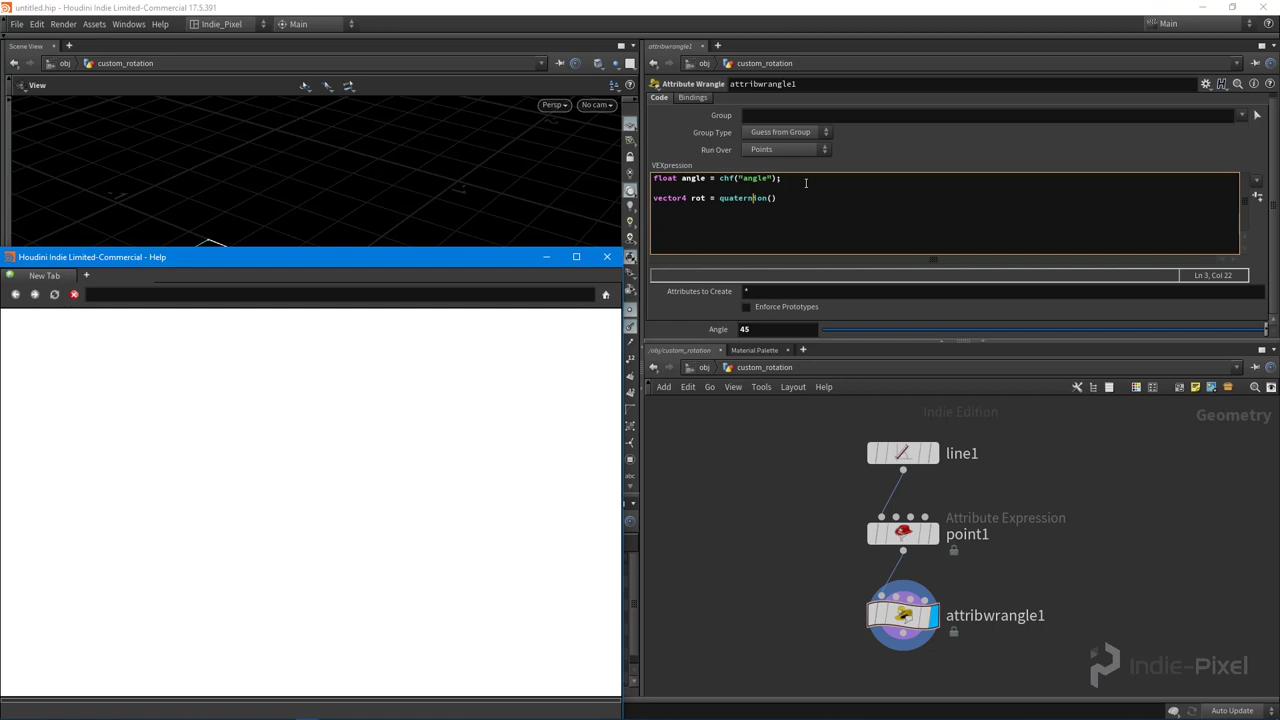 untitled.hip - Houdini Indie Limited-Commercial 17.5.391
File Edit Render Assets Windows Help Indie_Pixel Main Main
Scene View
obj custom_rotation
View
Persp No cam
attribwrangle1
obj custom_rotation
Attribute Wrangle attribwrangle1
Code Bindings
Group
Group Type Guess from Group
Run Over Points
VEXpression
float angle = chf("angle");
vector4 rot = quaternion()
Ln 3, Col 22
Attributes to Create *
Enforce Prototypes
Angle 45
Houdini Indie Limited-Commercial - Help
New Tab
/obj/custom_rotation Material Palette
obj custom_rotation
Add Edit Go View Tools Layout Help
Indie Edition
Geometry
line1
Attribute Expression
point1
attribwrangle1
Indie-Pixel
Auto Update
abc
12